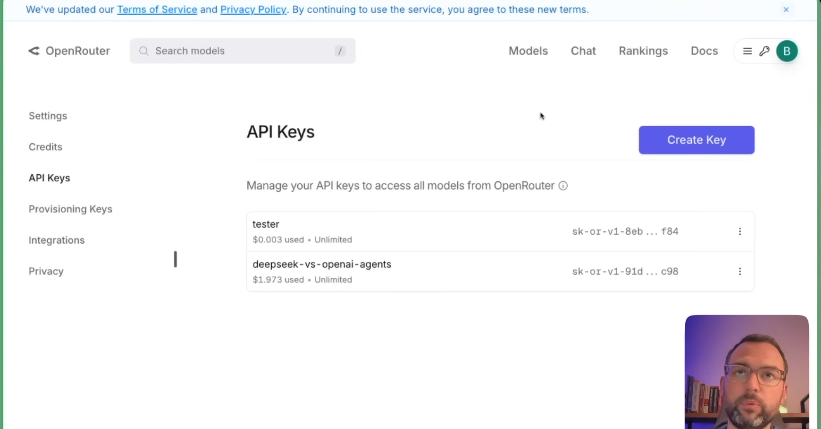 We've updated our Terms of Service and Privacy Policy. By continuing to use the service, you agree to these new terms.
OpenRouter
Search models
/
Models
Chat
Rankings
Docs
B
Settings
Credits
API Keys
Provisioning Keys
Integrations
Privacy
API Keys
Create Key
Manage your API keys to access all models from OpenRouter
tester
$0.003 used • Unlimited
sk-or-v1-8eb...f84
deepseek-vs-openai-agents
$1.973 used • Unlimited
sk-or-v1-91d...c98